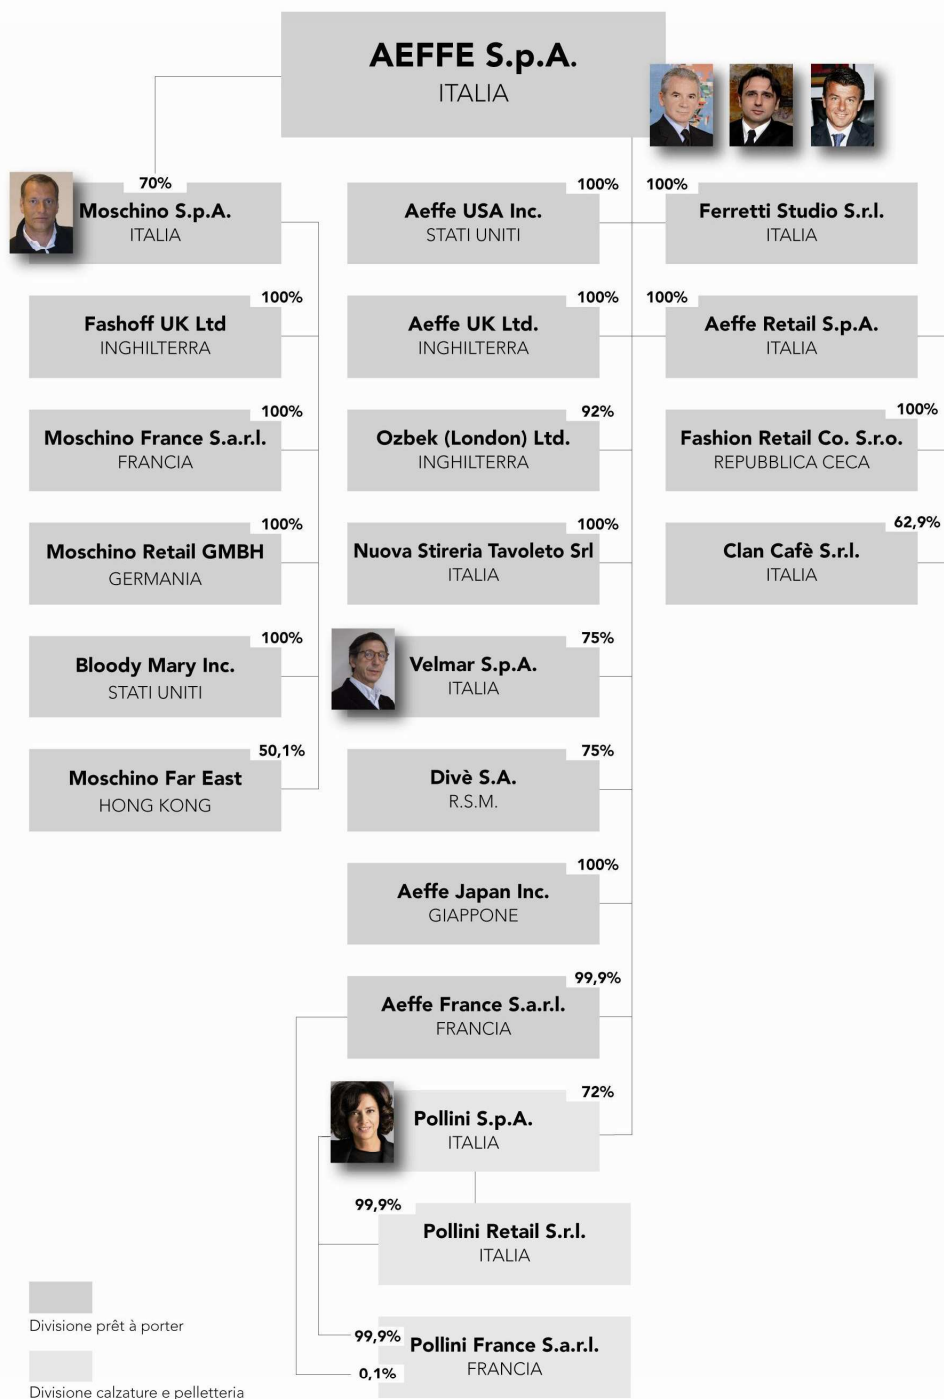 AEFFE S.p.A.
ITALIA
70%
Moschino S.p.A.
ITALIA
100%
Fashoff UK Ltd
INGHILTERRA
100%
Moschino France S.a.r.l.
FRANCIA
100%
Moschino Retail GMBH
GERMANIA
100%
Bloody Mary Inc.
STATI UNITI
50,1%
Moschino Far East
HONG KONG
100%
Aeffe USA Inc.
STATI UNITI
100%
Aeffe UK Ltd.
INGHILTERRA
92%
Ozbek (London) Ltd.
INGHILTERRA
100%
Nuova Stireria Tavoleto Srl
ITALIA
75%
Velmar S.p.A.
ITALIA
75%
Divè S.A.
R.S.M.
100%
Aeffe Japan Inc.
GIAPPONE
99,9%
Aeffe France S.a.r.l.
FRANCIA
72%
Pollini S.p.A.
ITALIA
99,9%
Pollini Retail S.r.l.
ITALIA
99,9%
0,1%
Pollini France S.a.r.l.
FRANCIA
100%
Ferretti Studio S.r.l.
ITALIA
100%
Aeffe Retail S.p.A.
ITALIA
100%
Fashion Retail Co. S.r.o.
REPUBBLICA CECA
62,9%
Clan Cafè S.r.l.
ITALIA
Divisione prêt à porter
Divisione calzature e pelletteria